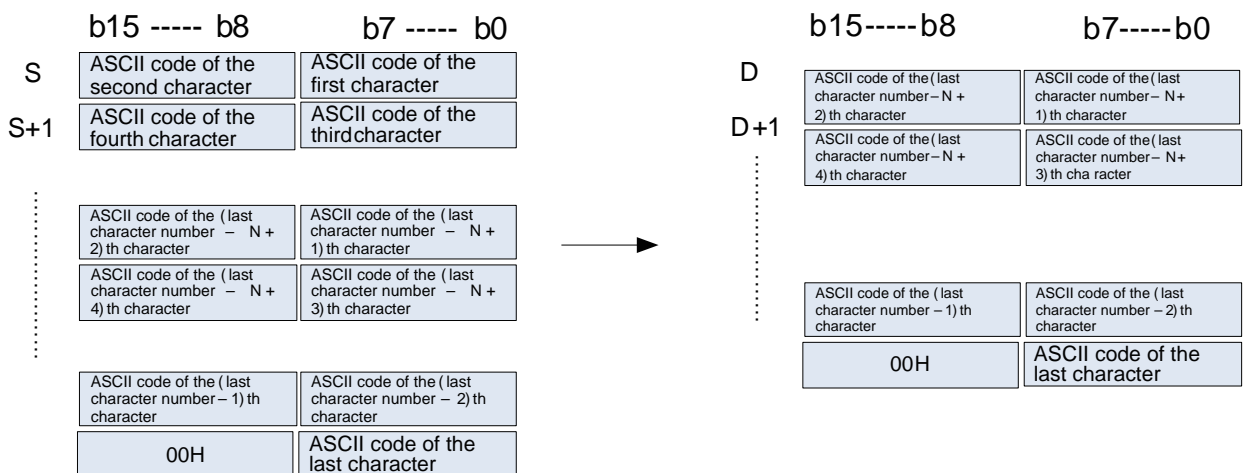 b15 ----- b8
b7 ----- b0
S
ASCII code of the
second character
ASCII code of the
first character
S+1
ASCII code of the
fourth character
ASCII code of the
thirdcharacter
ASCII code of the ( last
character number – N +
2) th character
ASCII code of the ( last
character number – N +
1) th character
ASCII code of the ( last
character number – N +
4) th character
ASCII code of the ( last
character number – N +
3) th character
ASCII code of the ( last
character number – 1) th
character
ASCII code of the ( last
character number – 2) th
character
00H
ASCII code of the
last character
b15-----b8
b7-----b0
D
ASCII code of the( last
character number – N +
2) th character
ASCII code of the( last
character number – N+
1) th character
D+1
ASCII code of the( last
character number – N +
4) th character
ASCII code of the( last
character number – N+
3) th cha racter
ASCII code of the ( last
character number – 1) th
character
ASCII code of the ( last
character number – 2) th
character
00H
ASCII code of the
last character